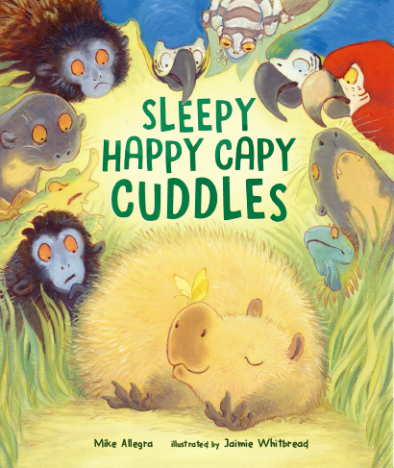 SLEEPY
HAPPY CAPY
CUDDLES
Mike Allegra illustrated by Jaimie Whitbread